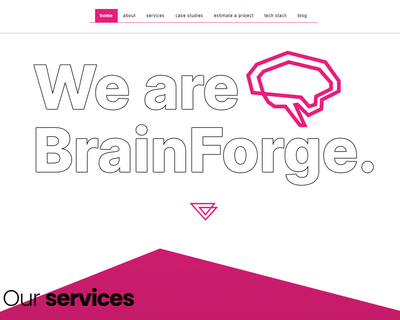 home about services case studies estimate a project tech stack blog
We are
BrainForge.
Our services